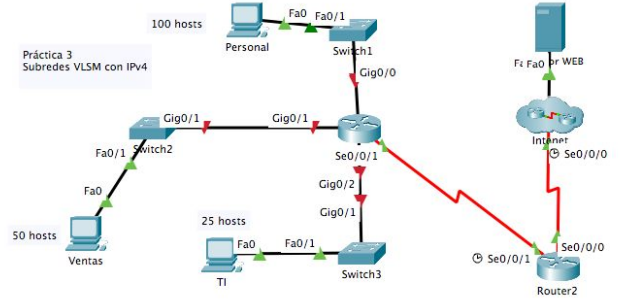 100 hosts
Fa0
Fa0/1
Personal
Switch1
Práctica 3
Subredes VLSM con IPv4
Gig0/0
Fa0
WEB
Gig0/1
Gig0/1
Switch2
Fa0/1
Se0/0/1
Se0/0/0
Gig0/2
Fa0
Gig0/1
25 hosts
50 hosts
Ventas
Fa0
Fa0/1
TI
Switch3
Se0/0/1
Se0/0/0
Router2